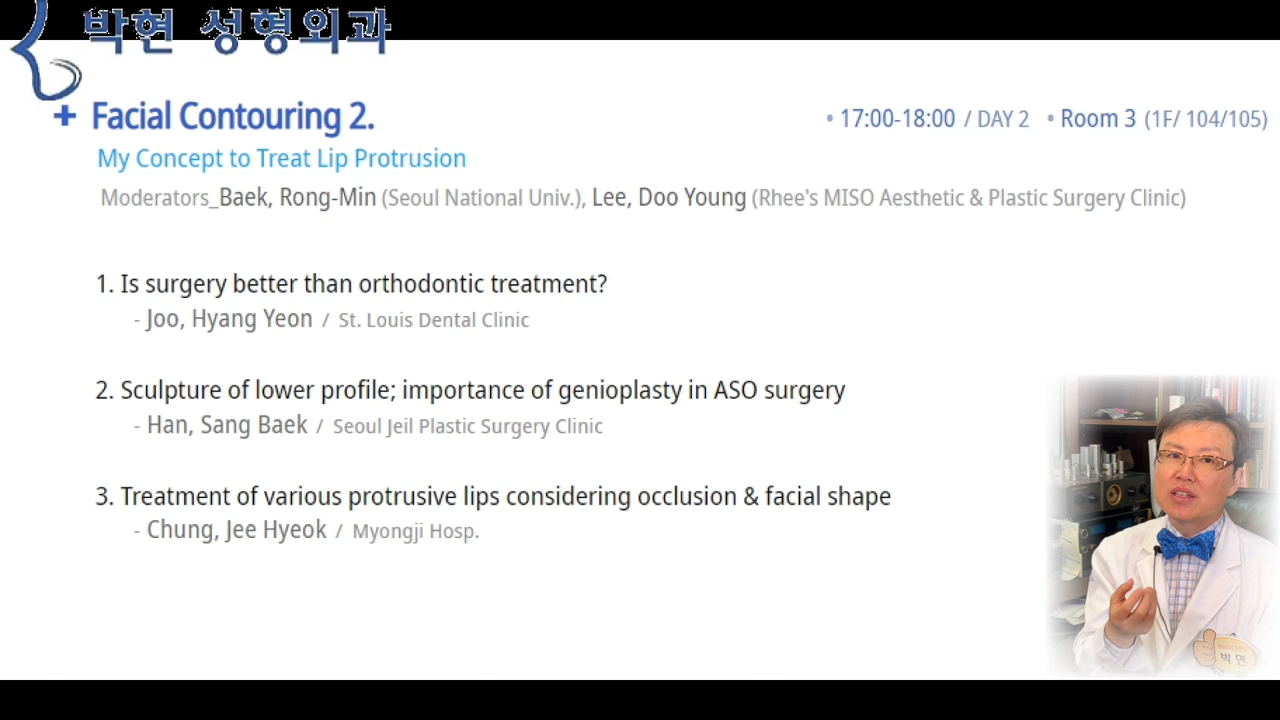 박현 성형외과
+ Facial Contouring 2. • 17:00-18:00 / DAY 2 • Room 3 (1F/ 104/105)
My Concept to Treat Lip Protrusion
Moderators_Baek, Rong-Min (Seoul National Univ.), Lee, Doo Young (Rhee's MISO Aesthetic & Plastic Surgery Clinic)
1. Is surgery better than orthodontic treatment?
- Joo, Hyang Yeon / St. Louis Dental Clinic
2. Sculpture of lower profile; importance of genioplasty in ASO surgery
- Han, Sang Baek / Seoul Jeil Plastic Surgery Clinic
3. Treatment of various protrusive lips considering occlusion & facial shape
- Chung, Jee Hyeok / Myongji Hosp.